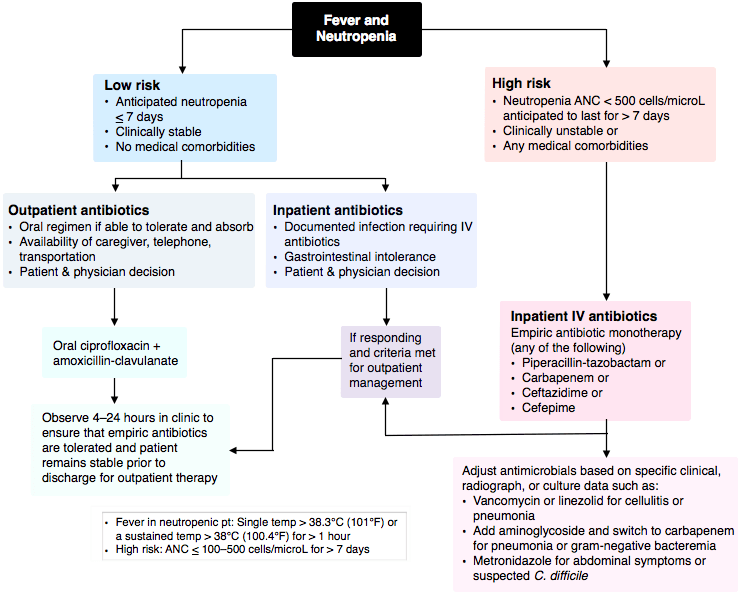 Fever and
Neutropenia
Low risk
• Anticipated neutropenia
≤ 7 days
• Clinically stable
• No medical comorbidities
High risk
• Neutropenia ANC < 500 cells/microL
anticipated to last for > 7 days
• Clinically unstable or
• Any medical comorbidities
Outpatient antibiotics
• Oral regimen if able to tolerate and absorb
• Availability of caregiver, telephone,
transportation
• Patient & physician decision
Inpatient antibiotics
• Documented infection requiring IV
antibiotics
• Gastrointestinal intolerance
• Patient & physician decision
Inpatient IV antibiotics
Empiric antibiotic monotherapy
(any of the following)
• Piperacillin-tazobactam or
• Carbapenem or
• Ceftazidime or
• Cefepime
Oral ciprofloxacin +
amoxicillin-clavulanate
If responding
and criteria met
for outpatient
management
Observe 4–24 hours in clinic to
ensure that empiric antibiotics
are tolerated and patient
remains stable prior to
discharge for outpatient therapy
Adjust antimicrobials based on specific clinical,
radiograph, or culture data such as:
• Vancomycin or linezolid for cellulitis or
pneumonia
• Add aminoglycoside and switch to carbapenem
for pneumonia or gram-negative bacteremia
• Metronidazole for abdominal symptoms or
suspected C. difficile
• Fever in neutropenic pt: Single temp > 38.3°C (101°F) or
a sustained temp > 38°C (100.4°F) for > 1 hour
• High risk: ANC ≤ 100–500 cells/microL for > 7 days